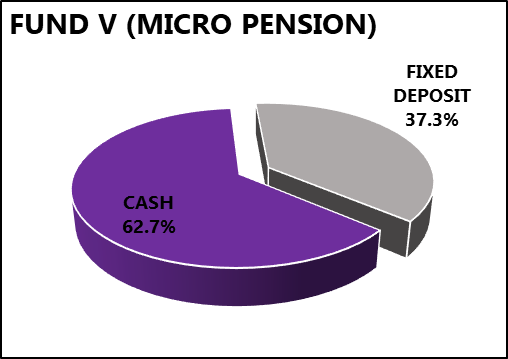 FUND V (MICRO PENSION)
FIXED
DEPOSIT
37.3%
CASH
62.7%